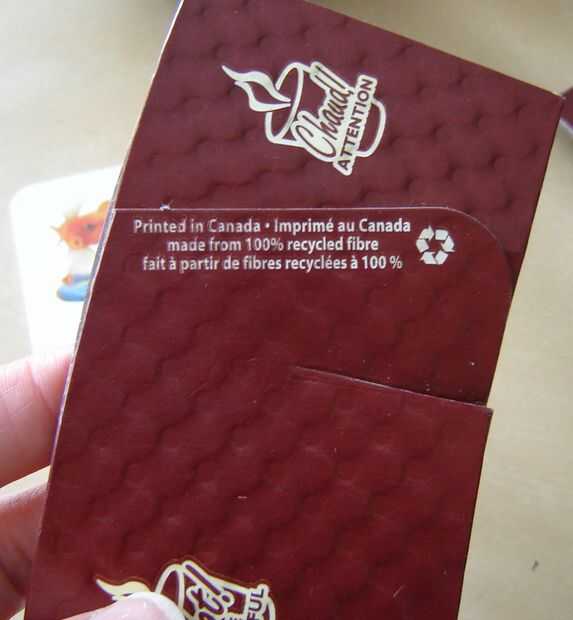 Chaud!
ATTENTION
Printed in Canada • Imprimé au Canada
made from 100% recycled fibre
fait à partir de fibres recyclées à 100 %